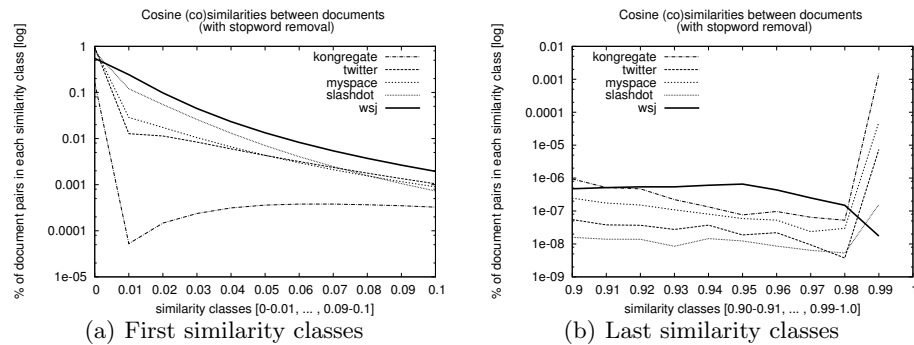 Cosine (co)similarities between documents
(with stopword removal)
% of document pairs in each similarity class [log]
1
0.1
0.01
0.001
0.0001
1e-05
kongregate
twitter
myspace
slashdot
wsj
0 0.01 0.02 0.03 0.04 0.05 0.06 0.07 0.08 0.09 0.1
similarity classes [0-0.01, ... , 0.09-0.1]
(a) First similarity classes
Cosine (co)similarities between documents
(with stopword removal)
% of document pairs in each similarity class [log]
0.01
0.001
0.0001
1e-05
1e-06
1e-07
1e-08
1e-09
kongregate
twitter
myspace
slashdot
wsj
0.9 0.91 0.92 0.93 0.94 0.95 0.96 0.97 0.98 0.99 1
similarity classes [0.90-0.91, ... , 0.99-1.0]
(b) Last similarity classes